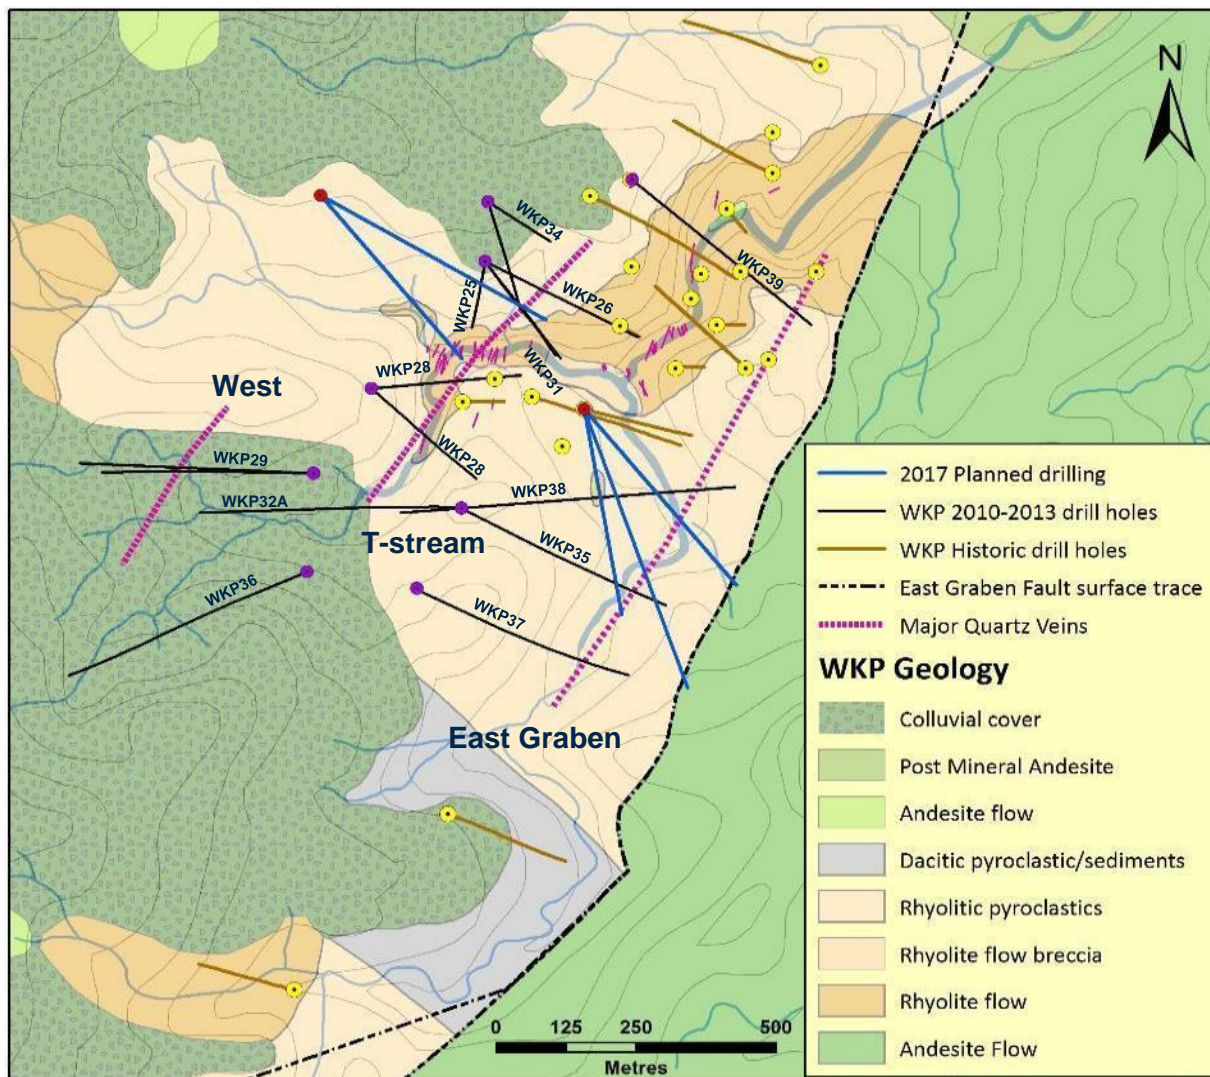 N
WKP34
WKP25
WKP26
WKP39
WKP31
WKP28
West
WKP28
WKP29
WKP38
WKP32A
T-stream
WKP35
WKP36
WKP37
East Graben
2017 Planned drilling
WKP 2010-2013 drill holes
WKP Historic drill holes
East Graben Fault surface trace
Major Quartz Veins
WKP Geology
Colluvial cover
Post Mineral Andesite
Andesite flow
Dacitic pyroclastic/sediments
Rhyolitic pyroclastics
Rhyolite flow breccia
Rhyolite flow
Andesite Flow
0 125 250 500
Metres